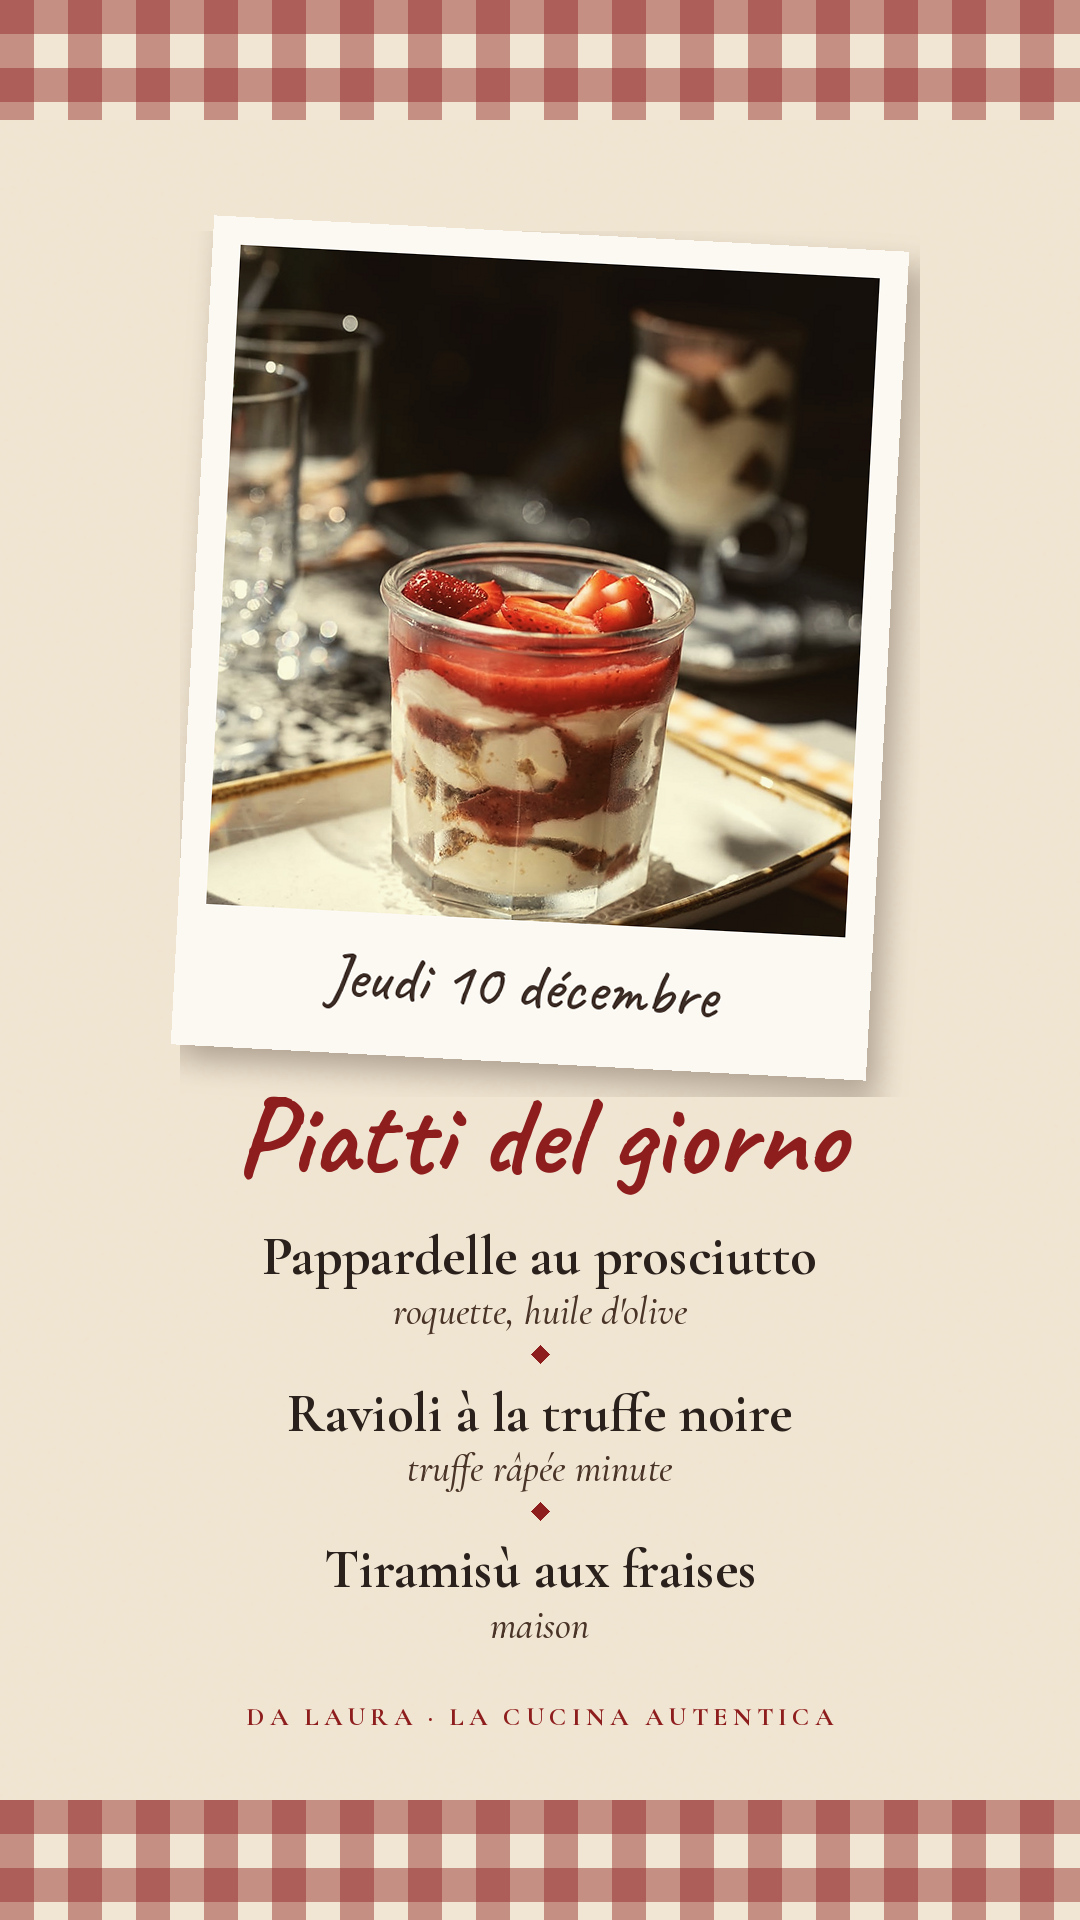 Jeudi 10 décembre
Piatti del giorno
Pappardelle au prosciutto
roquette, huile d'olive
Ravioli à la truffe noire
truffe râpée minute
Tiramisù aux fraises
maison
DA LAURA · LA CUCINA AUTENTICA